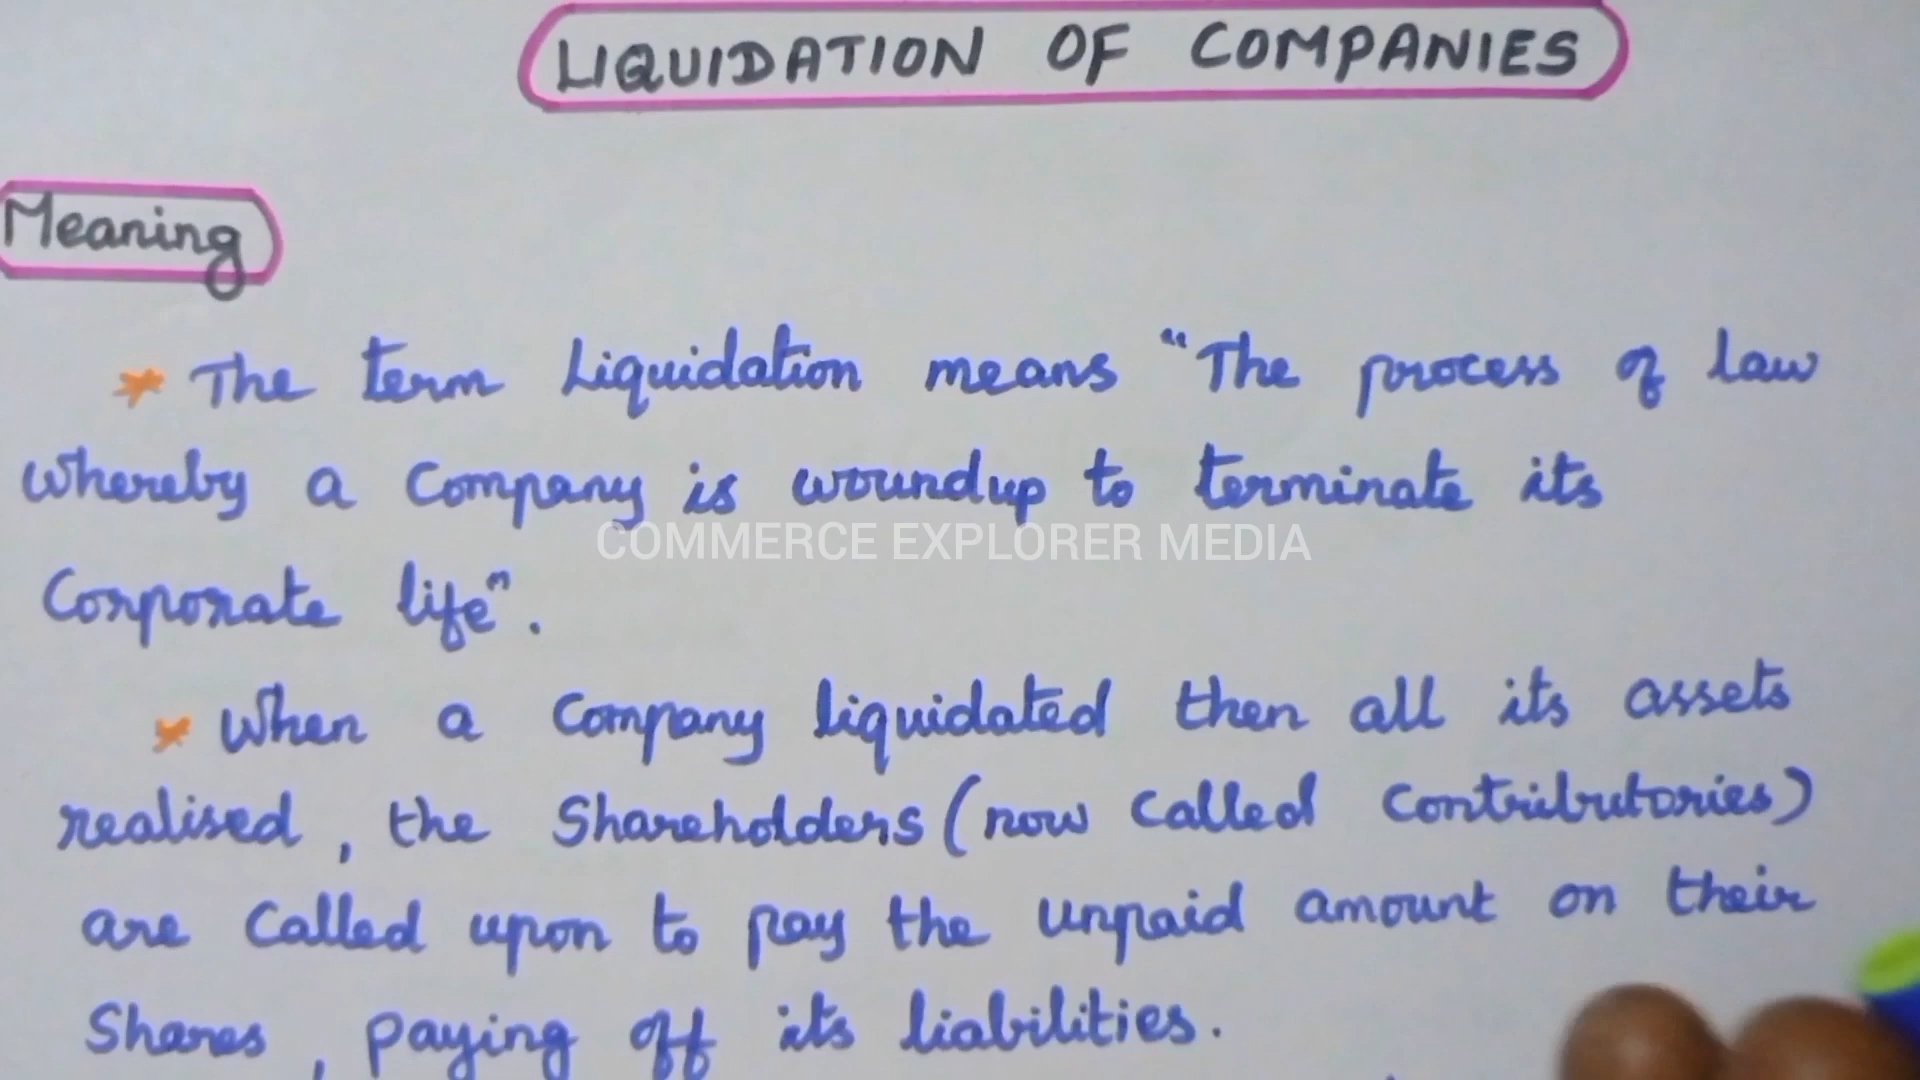 LIQUIDATION OF COMPANIES
Meaning
The term Liquidation means "The process of law
whereby a Company is woundup to terminate its
COMMERCE EXPLORER MEDIA
Corporate life".
When a Company liquidated then all its assets
realised, the Shareholders (now called Contributories)
are called upon to pay the unpaid amount on their
Shares, paying off its liabilities.